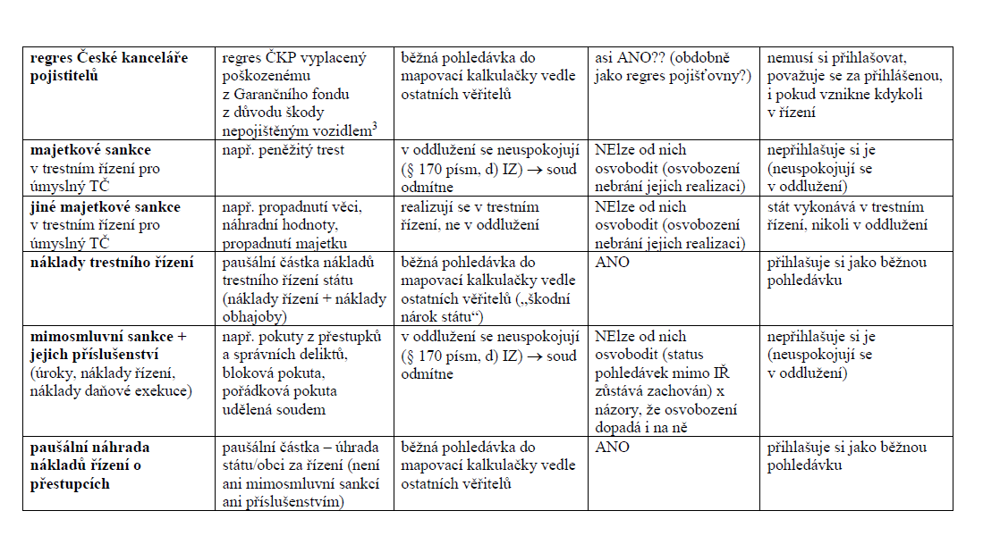 regres České kanceláře
pojistitelů
regres ČKP vyplacený
poškozenému
z Garančního fondu
z důvodu škody
nepojištěným vozidlem3
běžná pohledávka do
mapovací kalkulačky vedle
ostatních věřitelů
asi ANO?? (obdobně
jako regres pojišťovny?)
nemusí si přihlašovat,
považuje se za přihlášenou,
i pokud vznikne kdykoli
v řízení
majetkové sankce
v trestním řízení pro
úmyslný TČ
např. peněžitý trest
v oddlužení se neuspokojují
(§ 170 písm, d) IZ) → soud
odmítne
NElze od nich
osvobodit (osvobození
nebrání jejich realizaci)
nepřihlašuje si je
(neuspokojují se
v oddlužení)
jiné majetkové sankce
v trestním řízení pro
úmyslný TČ
např. propadnutí věci,
náhradní hodnoty,
propadnutí majetku
realizují se v trestním
řízení, ne v oddlužení
NElze od nich
osvobodit (osvobození
nebrání jejich realizaci)
stát vykonává v trestním
řízení, nikoli v oddlužení
náklady trestního řízení
paušální částka nákladů
trestního řízení státu
(náklady řízení + náklady
obhajoby)
běžná pohledávka do
mapovací kalkulačky vedle
ostatních věřitelů („škodní
nárok státu“)
ANO
přihlašuje si jako běžnou
pohledávku
mimosmluvní sankce +
jejich příslušenství
(úroky, náklady řízení,
náklady daňové exekuce)
např. pokuty z přestupků
a správních deliktů,
bloková pokuta,
pořádková pokuta
udělená soudem
v oddlužení se neuspokojují
(§ 170 písm, d) IZ) → soud
odmítne
NElze od nich
osvobodit (status
pohledávek mimo IŘ
zůstává zachován) x
názory, že osvobození
dopadá i na ně
nepřihlašuje si je
(neuspokojují se
v oddlužení)
paušální náhrada
nákladů řízení o
přestupcích
paušální částka – úhrada
státu/obci za řízení (není
ani mimosmluvní sankcí
ani příslušenstvím)
běžná pohledávka do
mapovací kalkulačky vedle
ostatních věřitelů
ANO
přihlašuje si jako běžnou
pohledávku